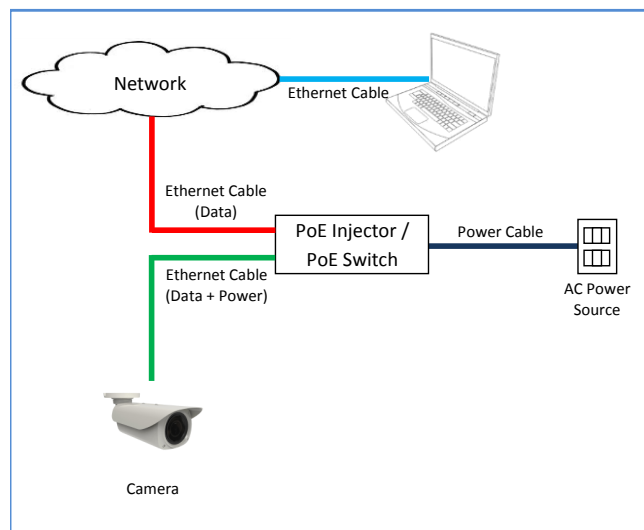 Network
Ethernet Cable
Ethernet Cable
(Data)
PoE Injector /
PoE Switch
Power Cable
Ethernet Cable
(Data + Power)
AC Power
Source
Camera